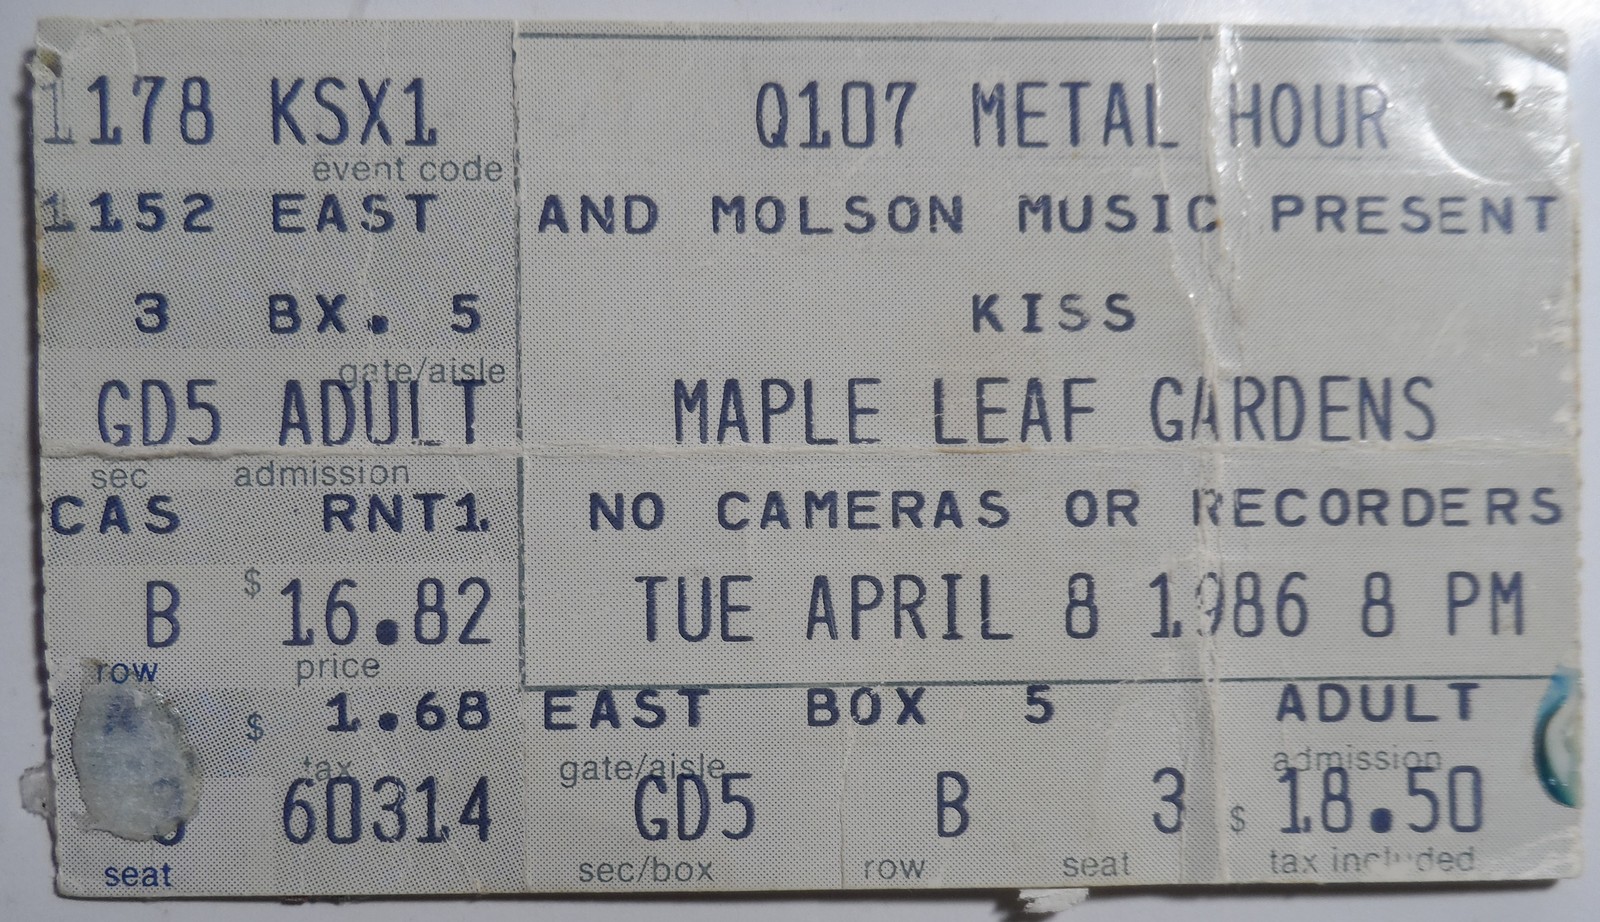 1178 KSX1
event code
1152 EAST
3 BX. 5
gate/aisle
GD5 ADULT
sec admission
CAS RNT1
B $16.82
row price
$ 1.68
tax
60314
seat
Q107 METAL HOUR
AND MOLSON MUSIC PRESENT
KISS
MAPLE LEAF GARDENS
NO CAMERAS OR RECORDERS
TUE APRIL 8 1986 8 PM
EAST BOX 5 ADULT
gate/aisle admission
GD5 B 3 $ 18.50
sec/box row seat tax included